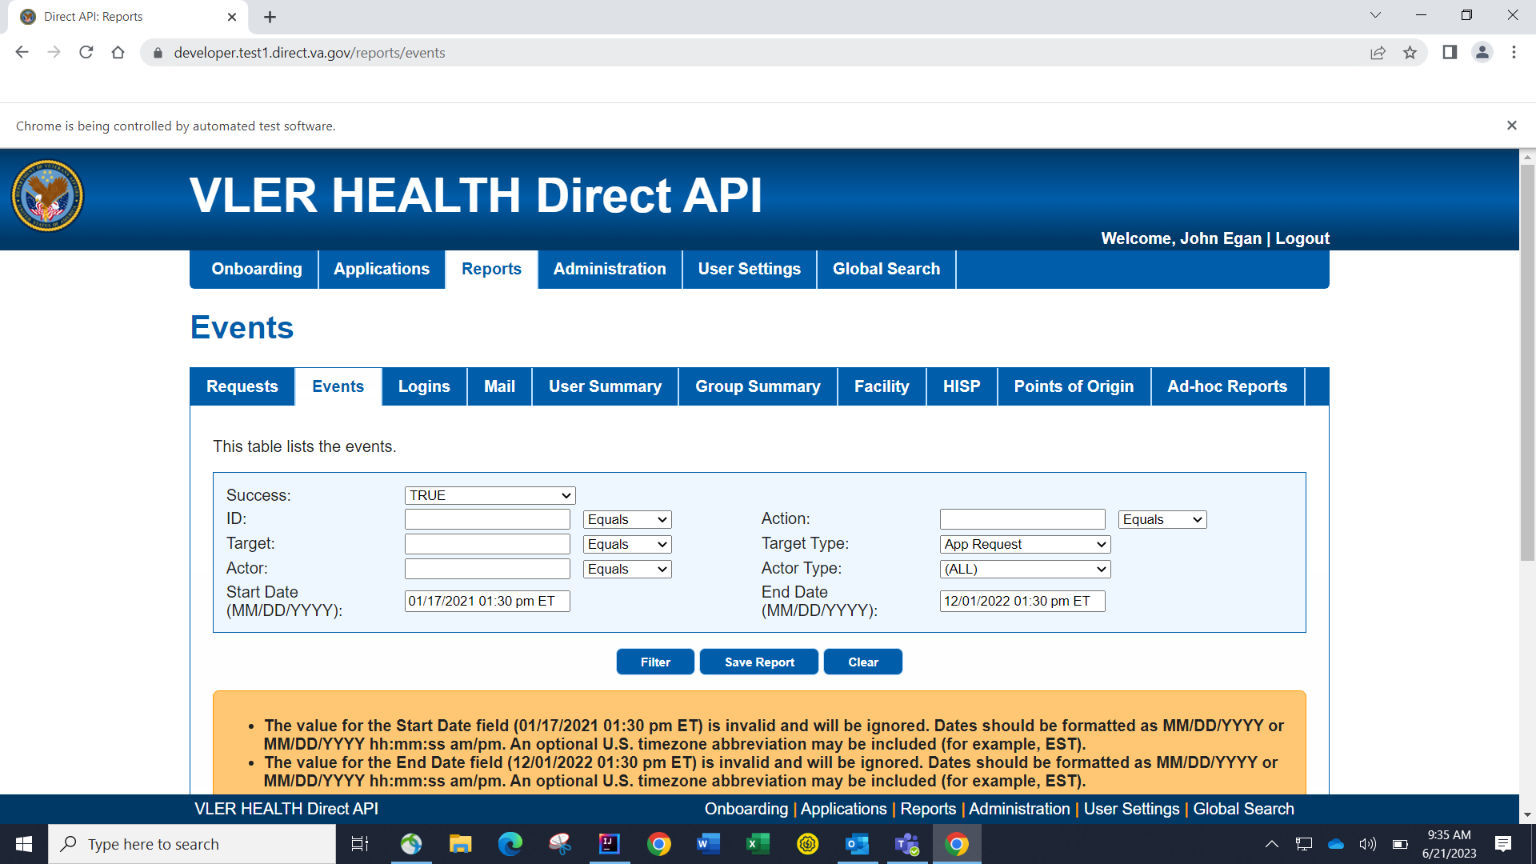 Direct API: Reports
developer.test1.direct.va.gov/reports/events
Chrome is being controlled by automated test software.
VLER HEALTH Direct API
Welcome, John Egan | Logout
Onboarding Applications Reports Administration User Settings Global Search
Events
Requests Events Logins Mail User Summary Group Summary Facility HISP Points of Origin Ad-hoc Reports
This table lists the events.
Success: TRUE
ID: Equals Action: Equals
Target: Equals Target Type: App Request
Actor: Equals Actor Type: (ALL)
Start Date End Date
(MM/DD/YYYY): 01/17/2021 01:30 pm ET (MM/DD/YYYY): 12/01/2022 01:30 pm ET
Filter Save Report Clear
• The value for the Start Date field (01/17/2021 01:30 pm ET) is invalid and will be ignored. Dates should be formatted as MM/DD/YYYY or
MM/DD/YYYY hh:mm:ss am/pm. An optional U.S. timezone abbreviation may be included (for example, EST).
• The value for the End Date field (12/01/2022 01:30 pm ET) is invalid and will be ignored. Dates should be formatted as MM/DD/YYYY or
MM/DD/YYYY hh:mm:ss am/pm. An optional U.S. timezone abbreviation may be included (for example, EST).
VLER HEALTH Direct API Onboarding | Applications | Reports | Administration | User Settings | Global Search
Type here to search
9:35 AM
6/21/2023